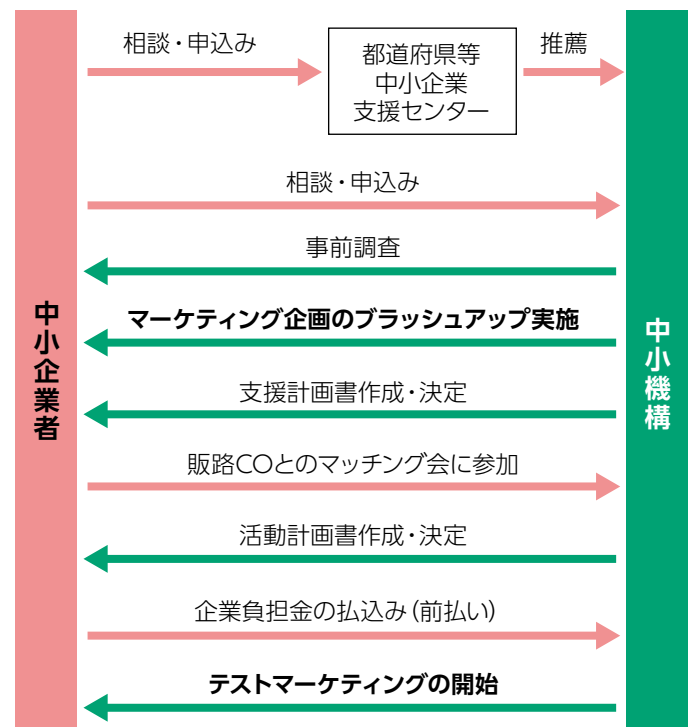 相談・申込み
都道府県等
中小企業
支援センター
推薦
相談・申込み
事前調査
マーケティング企画のブラッシュアップ実施
支援計画書作成・決定
販路COとのマッチング会に参加
活動計画書作成・決定
企業負担金の払込み(前払い)
テストマーケティングの開始
中小企業者
中小機構